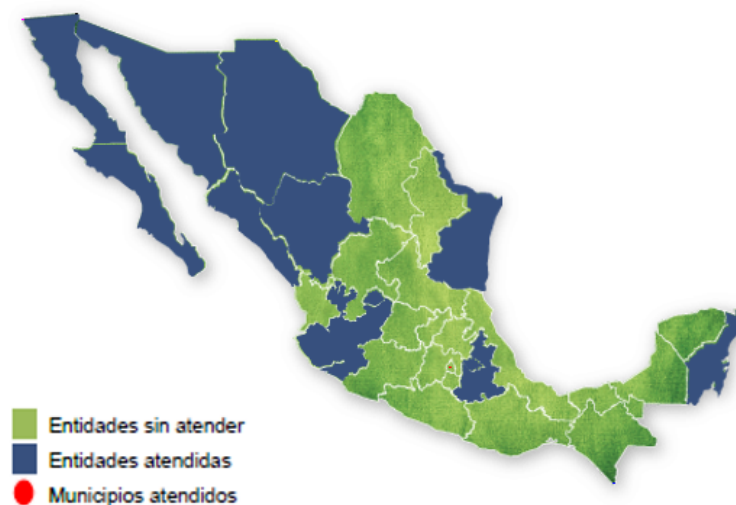 Entidades sin atender
Entidades atendidas
Municipios atendidos